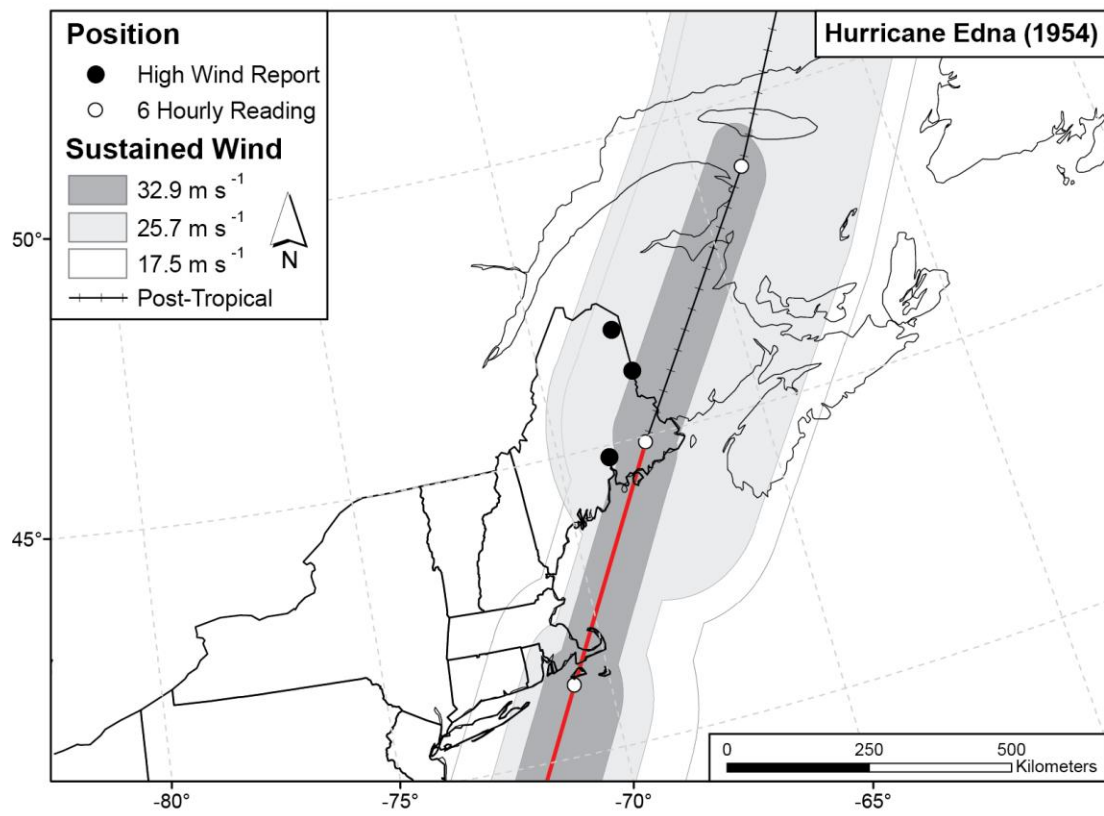 Hurricane Edna (1954)
Position
High Wind Report
6 Hourly Reading
Sustained Wind
32.9 m s -1
25.7 m s -1
17.5 m s -1
Post-Tropical
N
50°
45°
0 250 500
Kilometers
-80° -75° -70° -65°